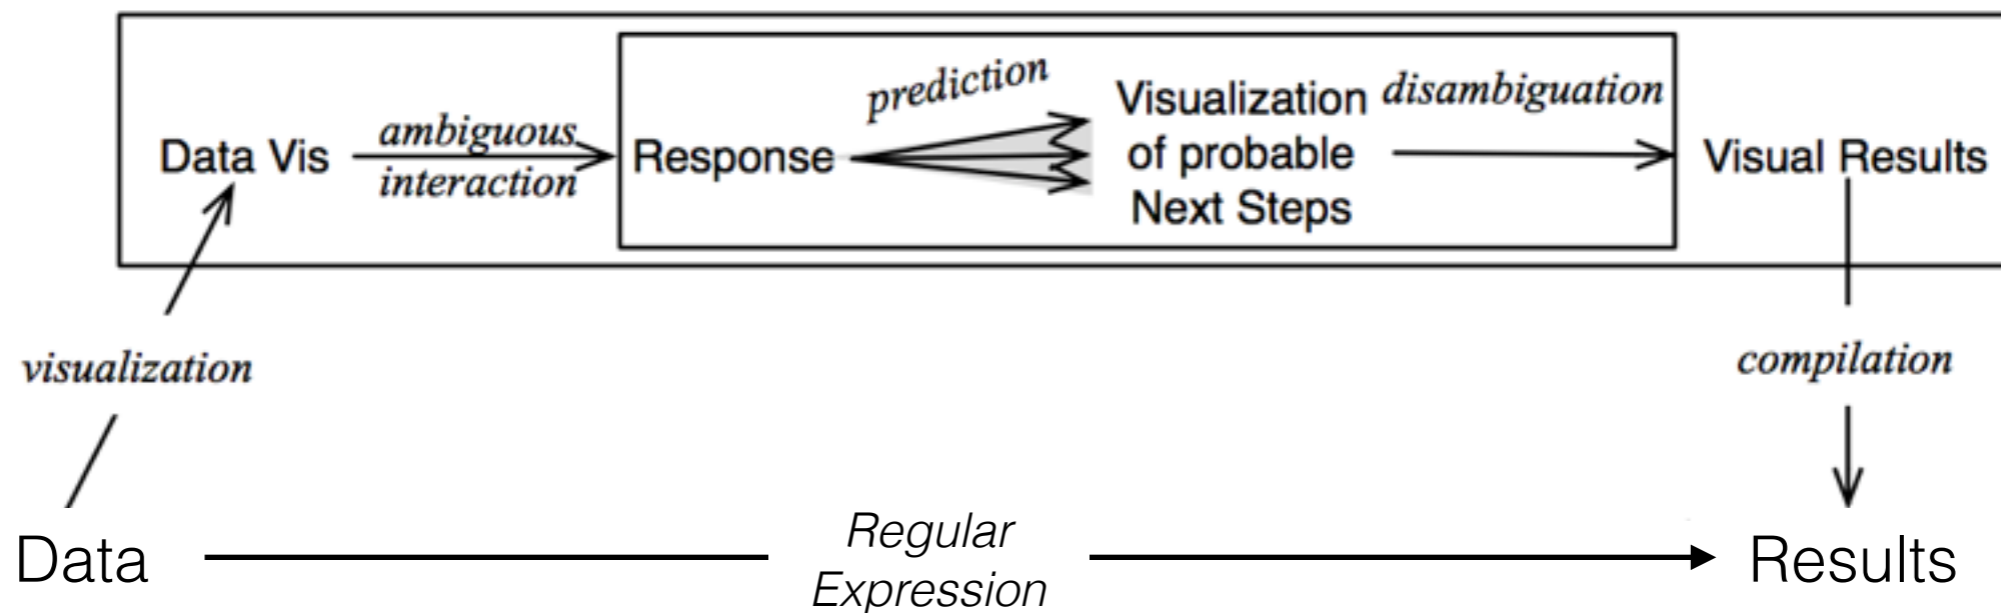 prediction
Visualization
of probable
Next Steps
disambiguation
Data Vis
ambiguous
interaction
Response
Visual Results
visualization
compilation
Data
Regular
Expression
Results